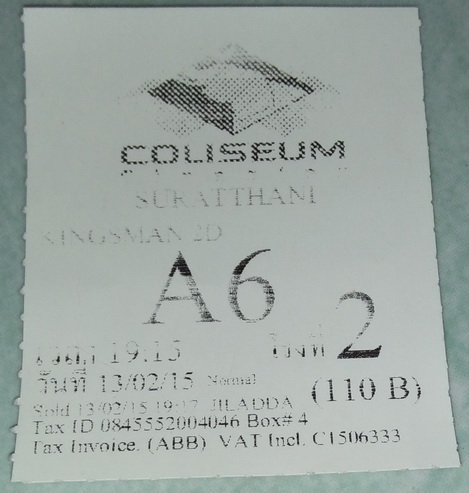 COLISEUM
Cineplex
SURATTHANI
KINGSMAN 2D
A6
เวลา 19:15 โรงที่ 2
วันที่ 13/02/15 Normal (110 B)
Sold 13/02/15 19:17 JILADDA
Tax ID 0845552004046 Box# 4
Tax Invoice. (ABB) VAT Incl. C1506333